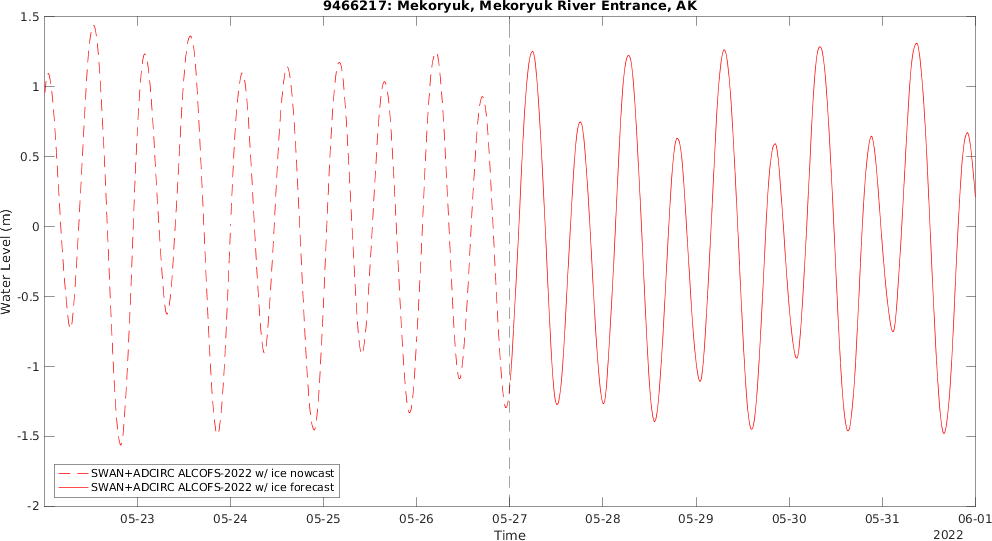 9466217: Mekoryuk, Mekoryuk River Entrance, AK
1.5
1
0.5
0
-0.5
-1
-1.5
-2
Water Level (m)
SWAN+ADCIRC ALCOFS-2022 w/ ice nowcast
SWAN+ADCIRC ALCOFS-2022 w/ ice forecast
05-23 05-24 05-25 05-26 05-27 05-28 05-29 05-30 05-31 06-01
Time
2022